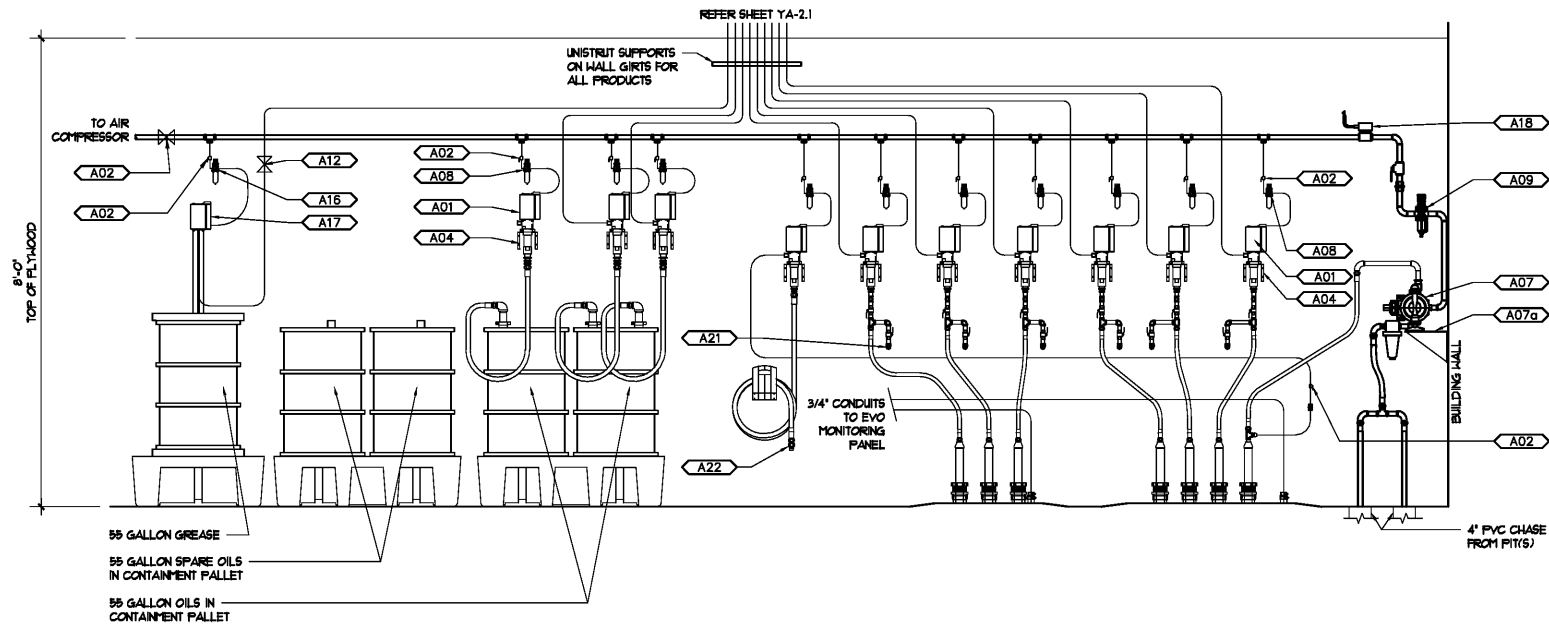 REFER SHEET YA-2.1
UNISTRUT SUPPORTS
ON WALL GIRTS FOR
ALL PRODUCTS
TO AIR
COMPRESSOR
A02
A02
A12
A16
A17
A02
A08
A01
A04
8'-0"
TOP OF PLYWOOD
A18
A09
A02
A08
A01
A04
A07
A07a
BUILDING WALL
A21
3/4" CONDUITS
TO EVO
MONITORING
PANEL
A22
A02
55 GALLON GREASE
55 GALLON SPARE OILS
IN CONTAINMENT PALLET
55 GALLON OILS IN
CONTAINMENT PALLET
4" PVC CHASE
FROM PIT(S)